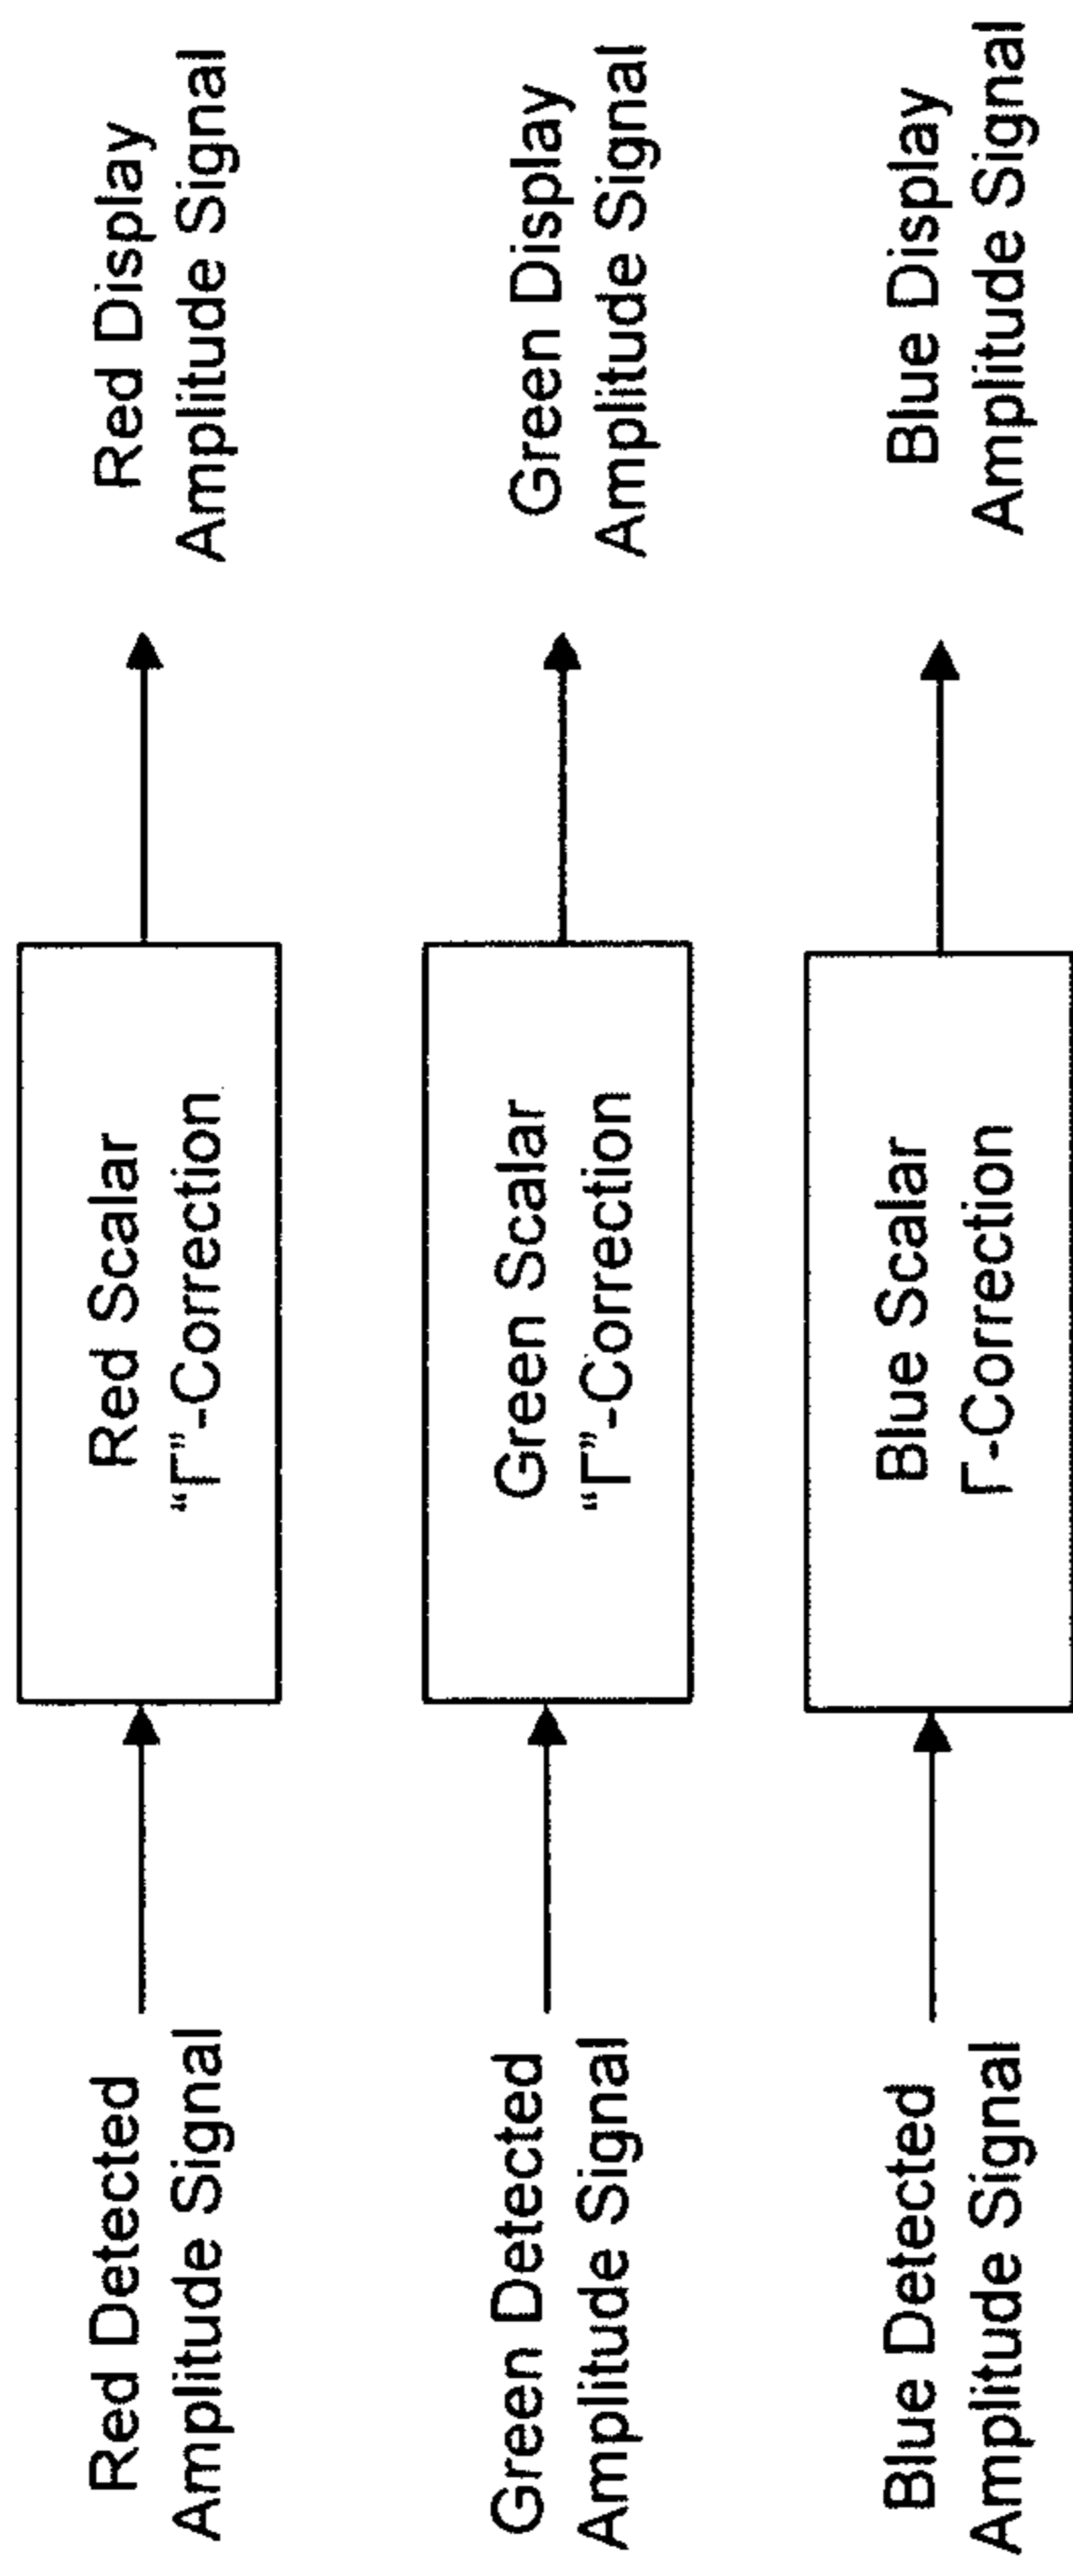 Red Detected
Amplitude Signal
Red Scalar
“Γ”-Correction
Red Display
Amplitude Signal
Green Detected
Amplitude Signal
Green Scalar
“Γ”-Correction
Green Display
Amplitude Signal
Blue Detected
Amplitude Signal
Blue Scalar
Γ-Correction
Blue Display
Amplitude Signal